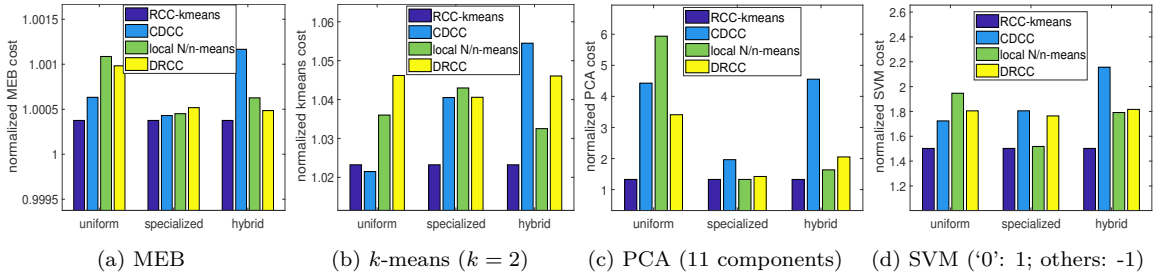 normalized MEB cost
1.0015
1.001
1.0005
1
0.9995
RCC-kmeans
CDCC
local N/n-means
DRCC
uniform specialized hybrid
(a) MEB
normalized kmeans cost
1.06
1.05
1.04
1.03
1.02
RCC-kmeans
CDCC
local N/n-means
DRCC
uniform specialized hybrid
(b) k-means (k = 2)
normalized PCA cost
6
5
4
3
2
1
RCC-kmeans
CDCC
local N/n-means
DRCC
uniform specialized hybrid
(c) PCA (11 components)
normalized SVM cost
2.6
2.4
2.2
2
1.8
1.6
1.4
1.2
RCC-kmeans
CDCC
local N/n-means
DRCC
uniform specialized hybrid
(d) SVM (‘0’: 1; others: -1)